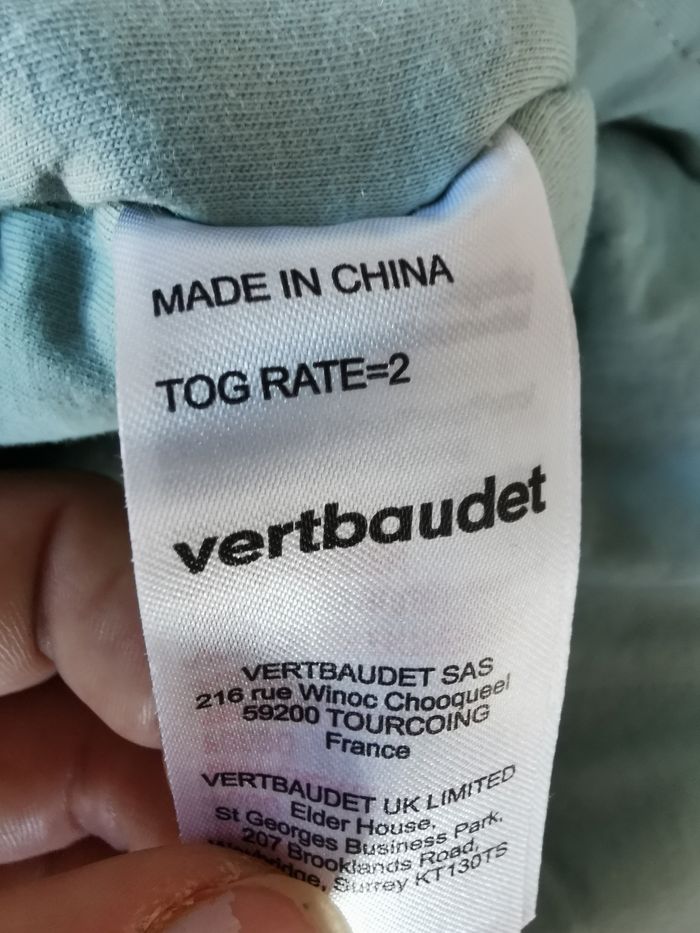 MADE IN CHINA
TOG RATE=2
vertbaudet
VERTBAUDET SAS
216 rue Winoc Chooqueel
59200 TOURCOING
France
VERTBAUDET UK LIMITED
Elder House,
St Georges Business Park,
207 Brooklands Road,
Surrey KT130TS